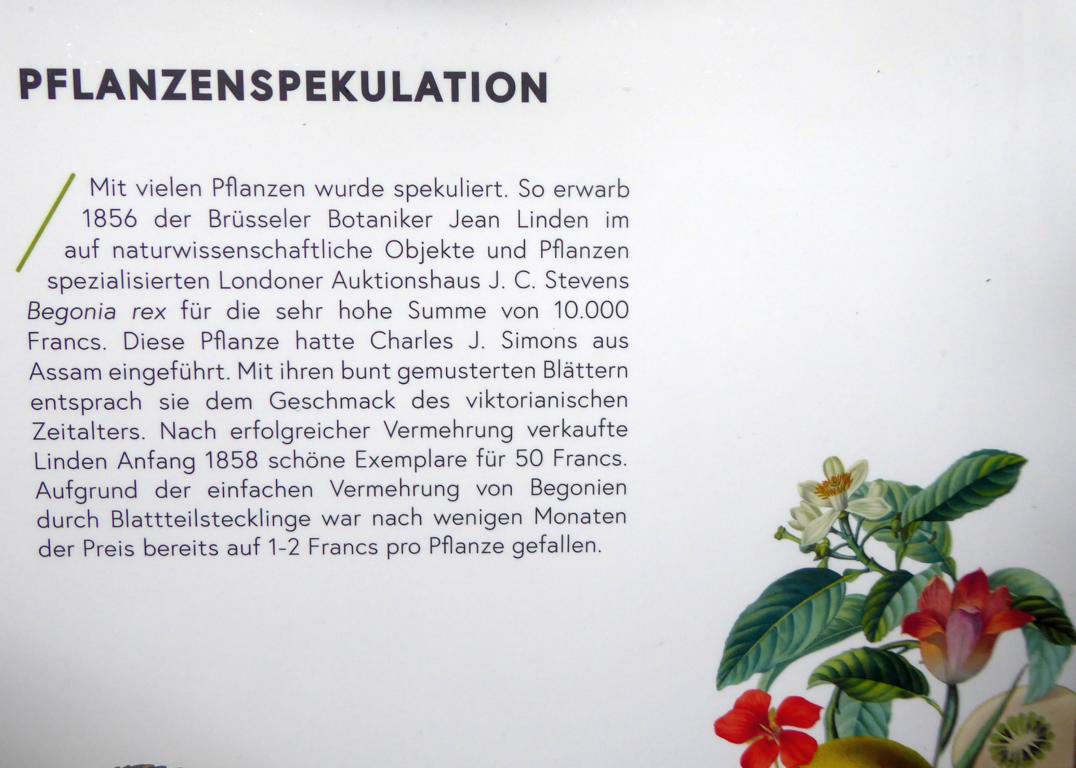 PFLANZENSPEKULATION
Mit vielen Pflanzen wurde spekuliert. So erwarb
1856 der Brüsseler Botaniker Jean Linden im
auf naturwissenschaftliche Objekte und Pflanzen
spezialisierten Londoner Auktionshaus J. C. Stevens
Begonia rex für die sehr hohe Summe von 10.000
Francs. Diese Pflanze hatte Charles J. Simons aus
Assam eingeführt. Mit ihren bunt gemusterten Blättern
entsprach sie dem Geschmack des viktorianischen
Zeitalters. Nach erfolgreicher Vermehrung verkaufte
Linden Anfang 1858 schöne Exemplare für 50 Francs.
Aufgrund der einfachen Vermehrung von Begonien
durch Blattteilstecklinge war nach wenigen Monaten
der Preis bereits auf 1-2 Francs pro Pflanze gefallen.